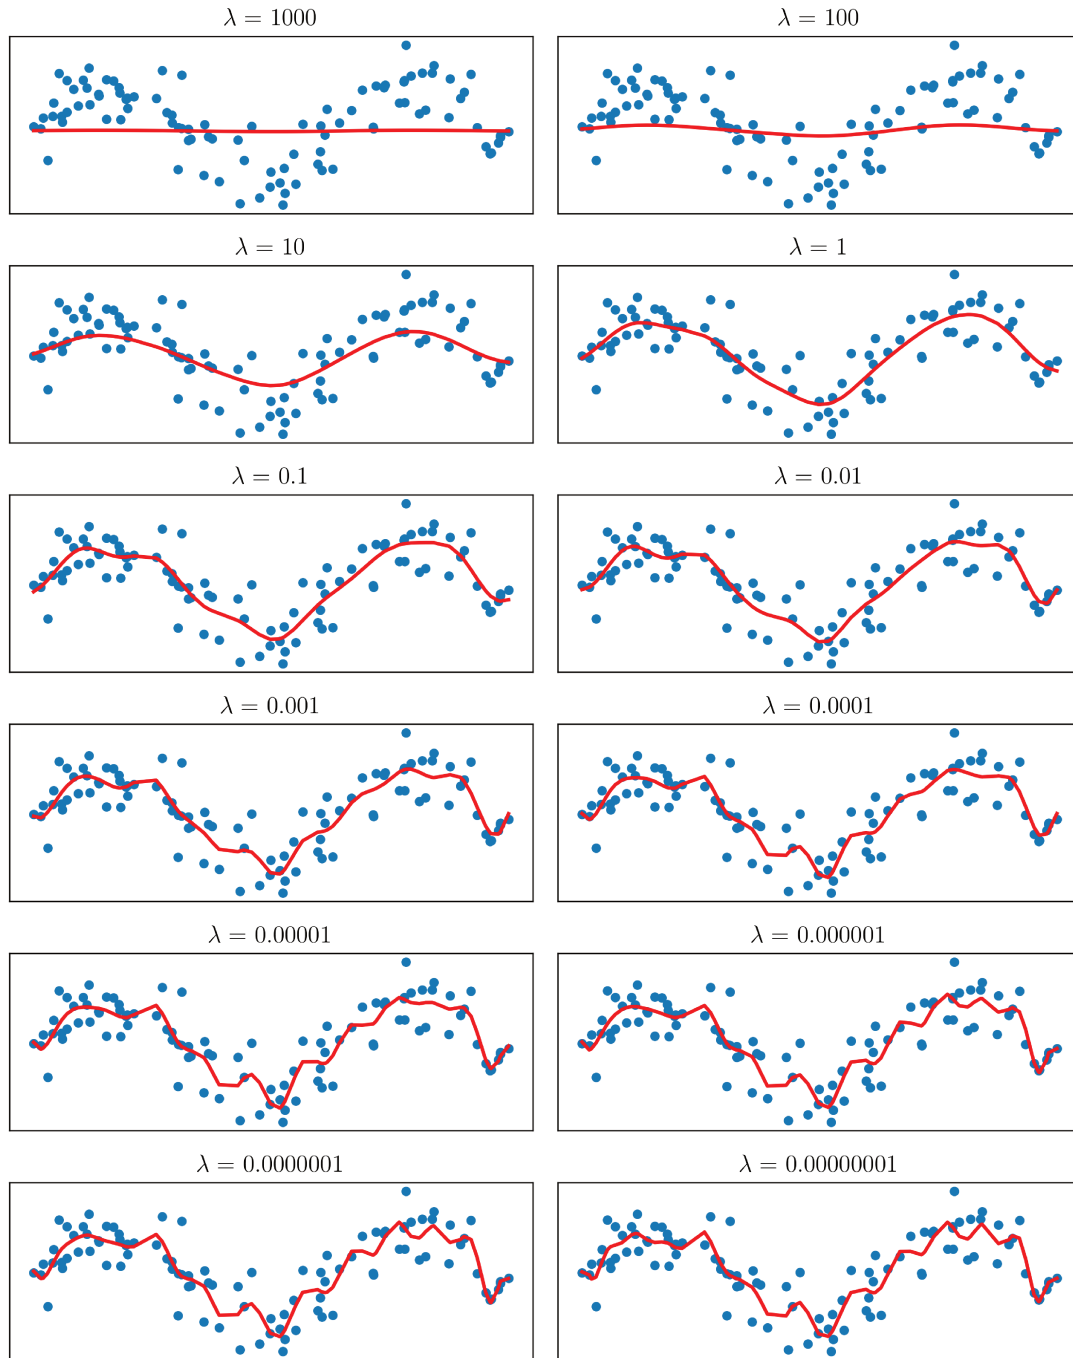 λ = 1000
λ = 100
λ = 10
λ = 1
λ = 0.1
λ = 0.01
λ = 0.001
λ = 0.0001
λ = 0.00001
λ = 0.000001
λ = 0.0000001
λ = 0.00000001